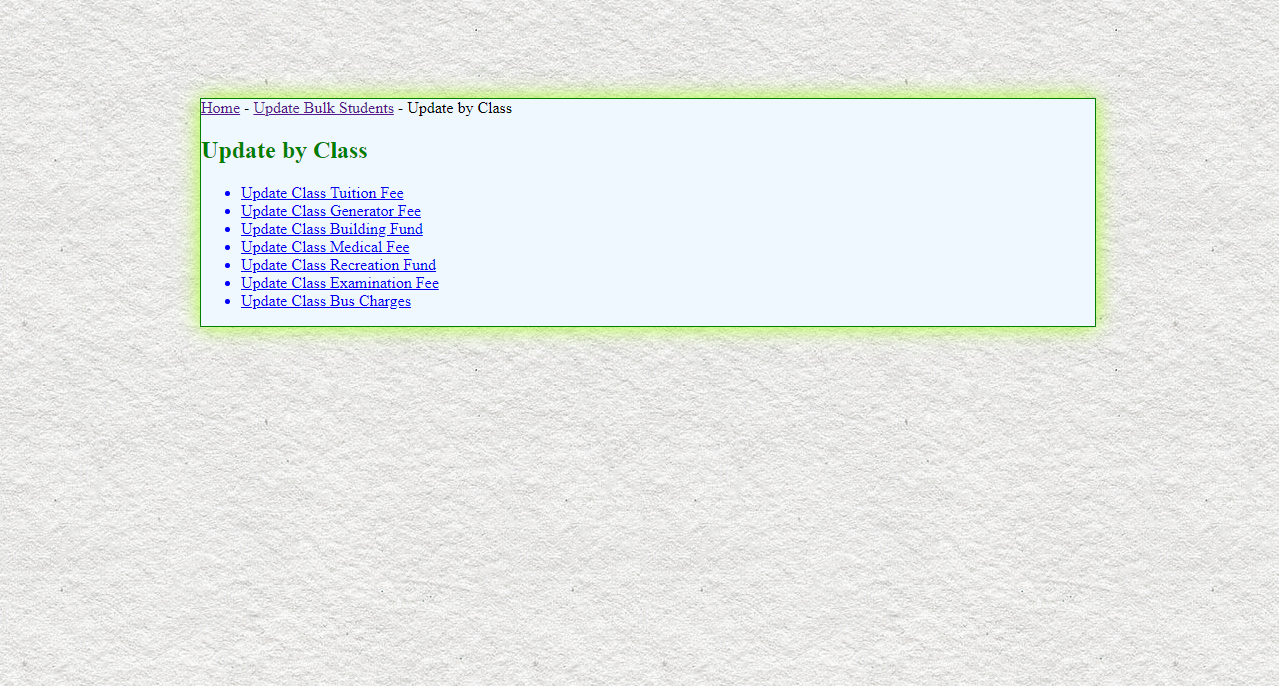 Home - Update Bulk Students - Update by Class
Update by Class
Update Class Tuition Fee
Update Class Generator Fee
Update Class Building Fund
Update Class Medical Fee
Update Class Recreation Fund
Update Class Examination Fee
Update Class Bus Charges